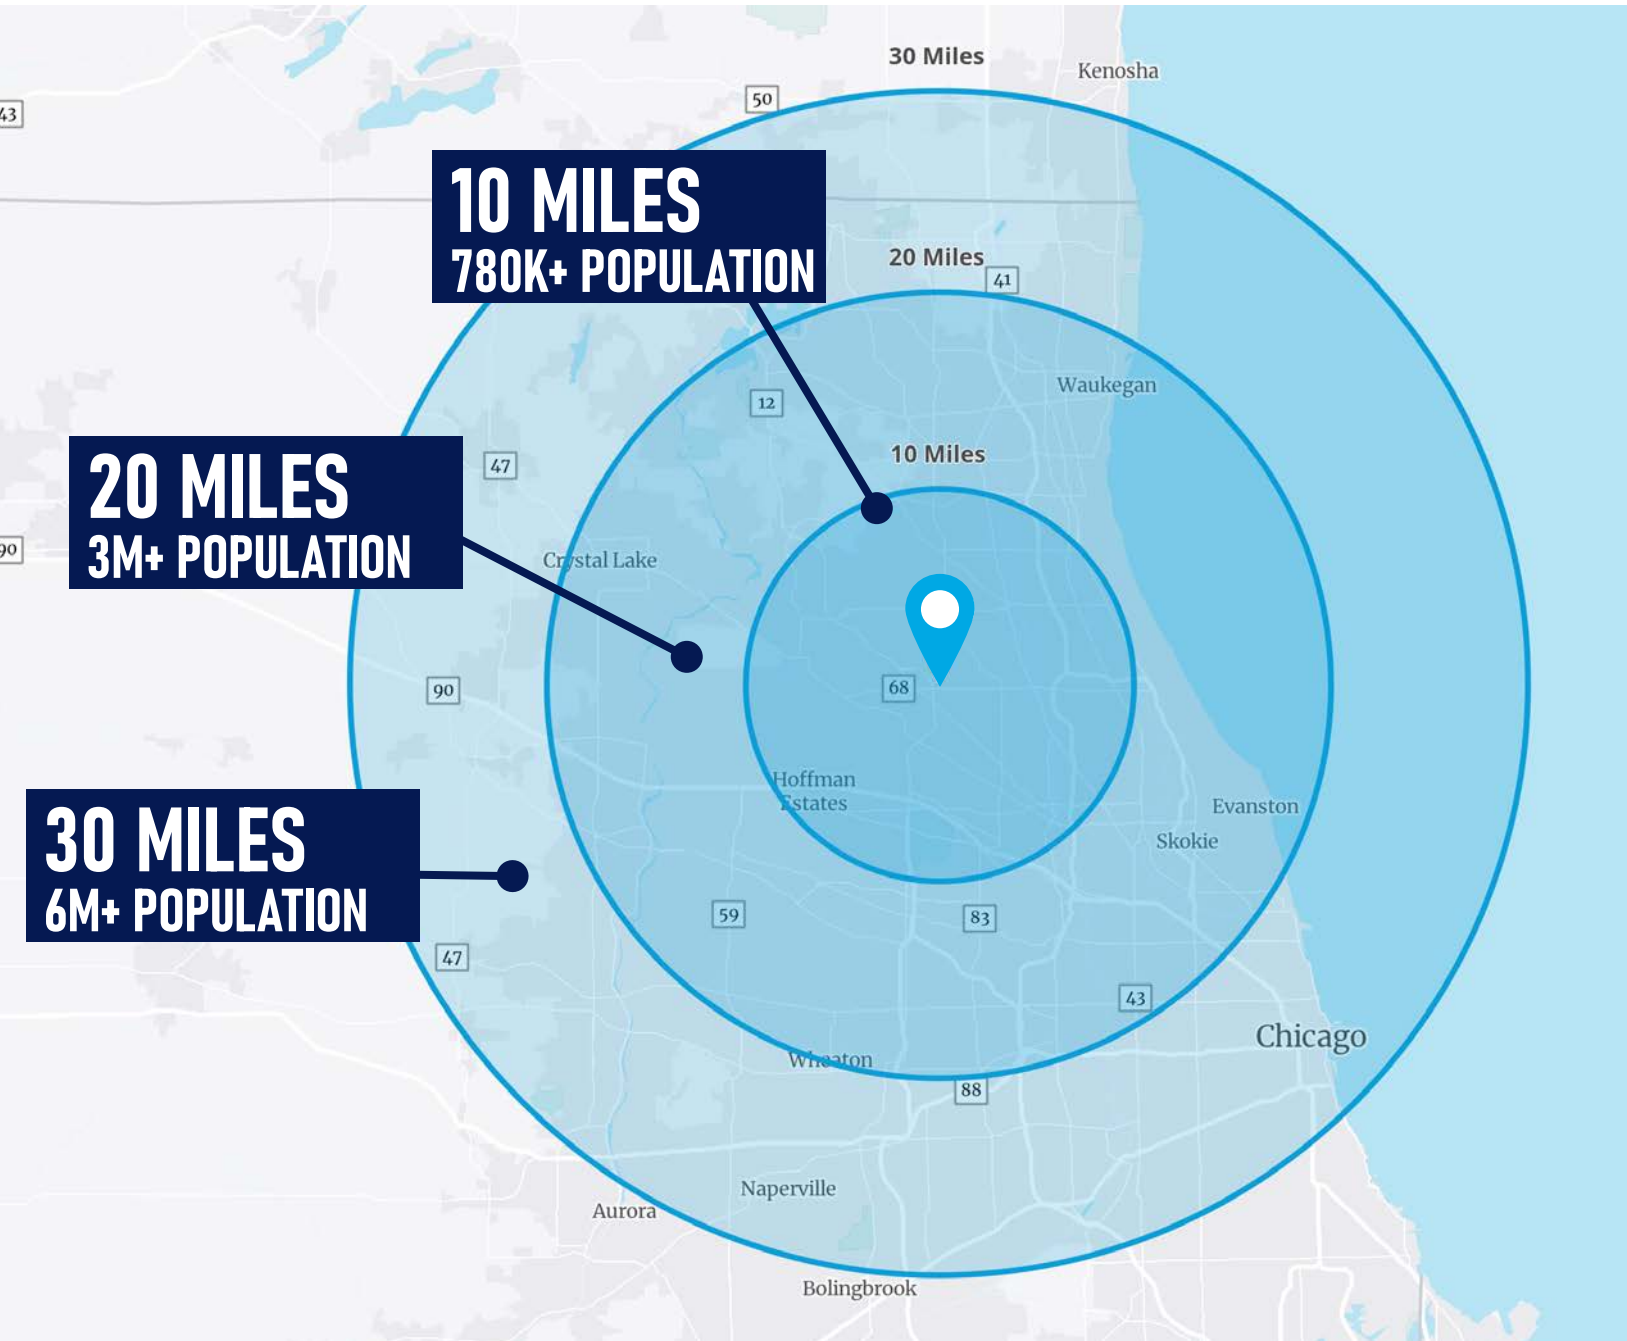 30 Miles
Kenosha
50
43
10 MILES
780K+ POPULATION
20 Miles
41
Waukegan
12
10 Miles
47
20 MILES
3M+ POPULATION
90
Crystal Lake
68
90
Hoffman
Estates
Evanston
Skokie
30 MILES
6M+ POPULATION
59
83
47
43
Chicago
Wheaton
88
Naperville
Aurora
Bolingbrook